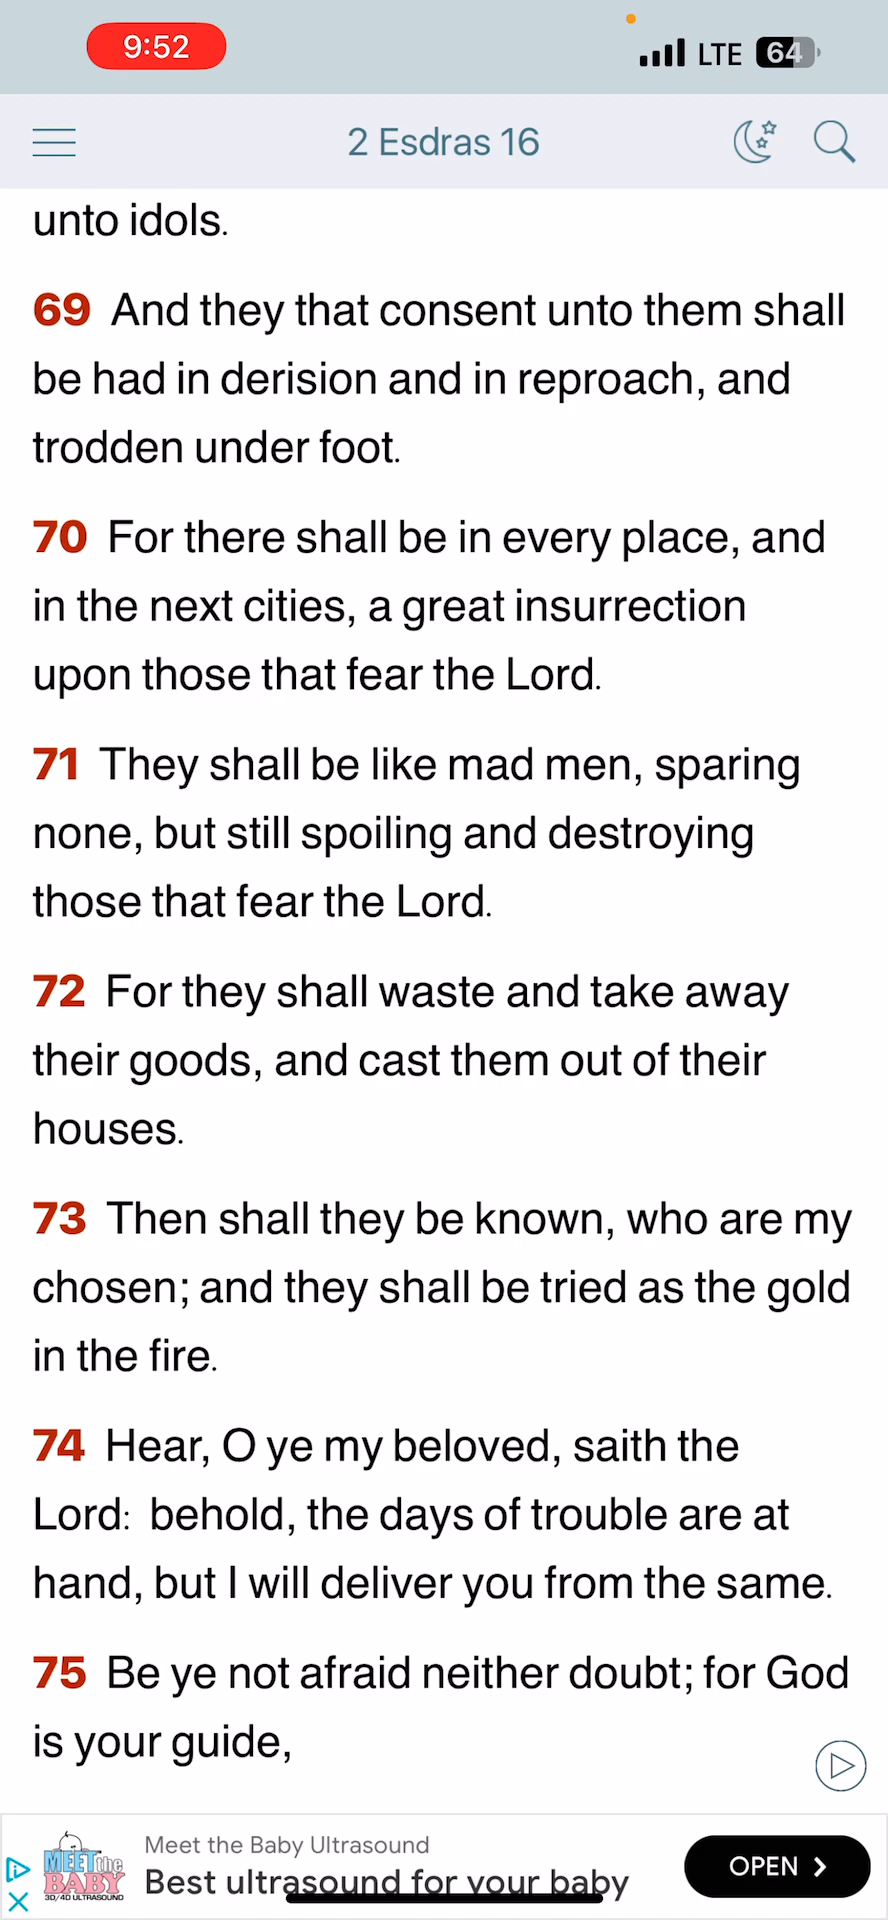 9:52
LTE 64
2 Esdras 16
unto idols.
69 And they that consent unto them shall
be had in derision and in reproach, and
trodden under foot.
70 For there shall be in every place, and
in the next cities, a great insurrection
upon those that fear the Lord.
71 They shall be like mad men, sparing
none, but still spoiling and destroying
those that fear the Lord.
72 For they shall waste and take away
their goods, and cast them out of their
houses.
73 Then shall they be known, who are my
chosen; and they shall be tried as the gold
in the fire.
74 Hear, O ye my beloved, saith the
Lord: behold, the days of trouble are at
hand, but I will deliver you from the same.
75 Be ye not afraid neither doubt; for God
is your guide,
MEET the
BABY
3D/4D ULTRASOUND
Meet the Baby Ultrasound
Best ultrasound for your baby
OPEN